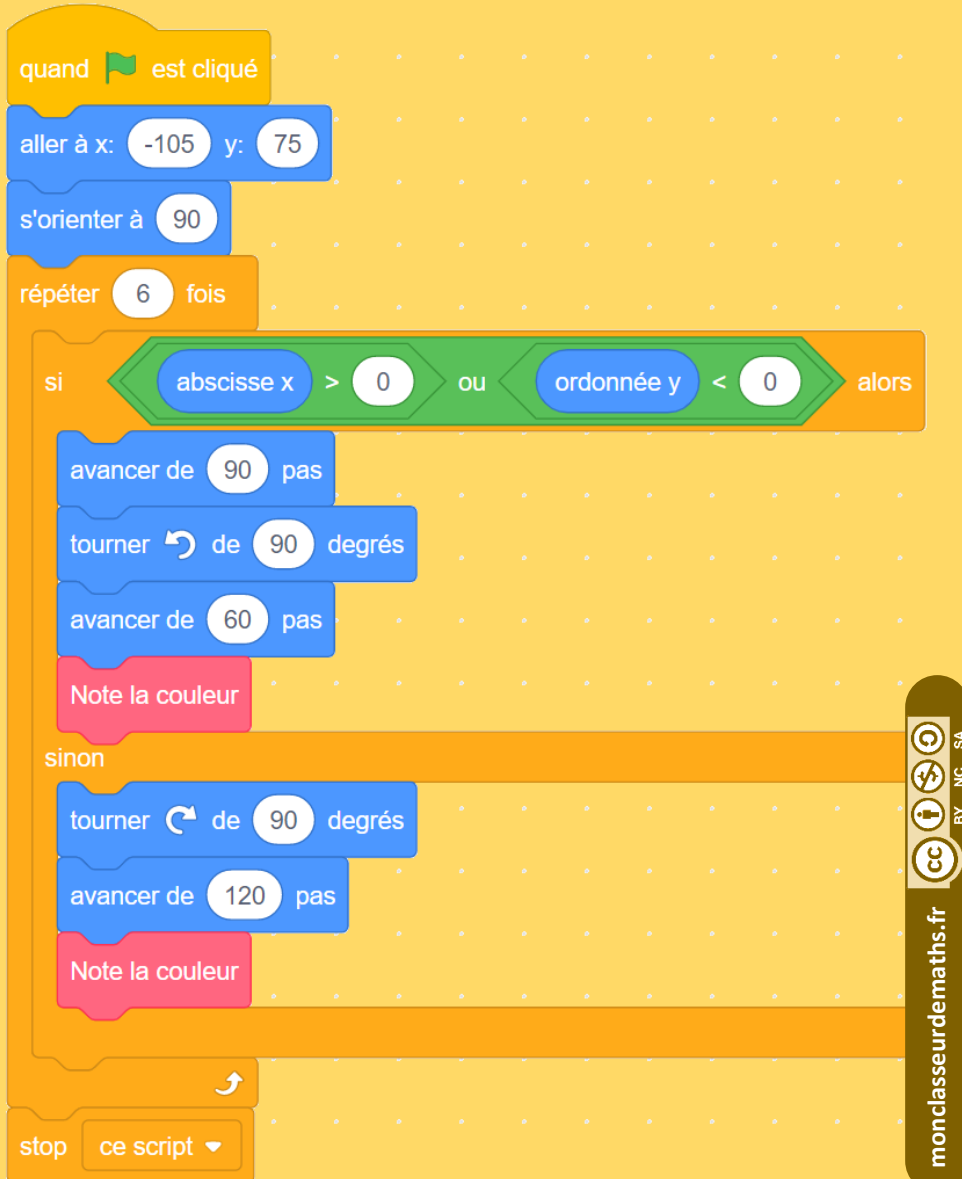 quand est cliqué
aller à x: -105 y: 75
s'orienter à 90
répéter 6 fois
si abscisse x > 0 ou ordonnée y < 0 alors
avancer de 90 pas
tourner de 90 degrés
avancer de 60 pas
Note la couleur
sinon
tourner de 90 degrés
avancer de 120 pas
Note la couleur
stop ce script
monclasseurdemaths.fr
cc BY NC SA